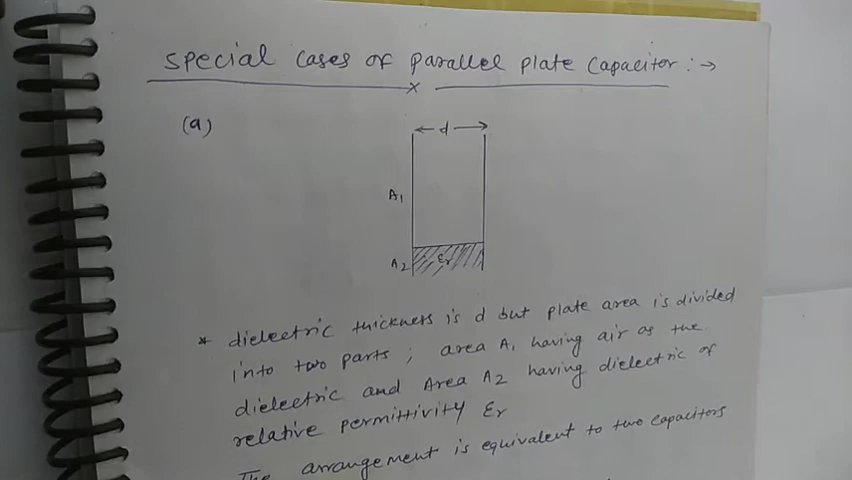 Special cases of parallel plate capacitor :→
(a)
← d →
A1
A2 εr
* dielectric thickness is d but plate area is divided
into two parts ; area A1 having air as the
dielectric and Area A2 having dielectric of
relative permittivity εr
The arrangement is equivalent to two capacitors